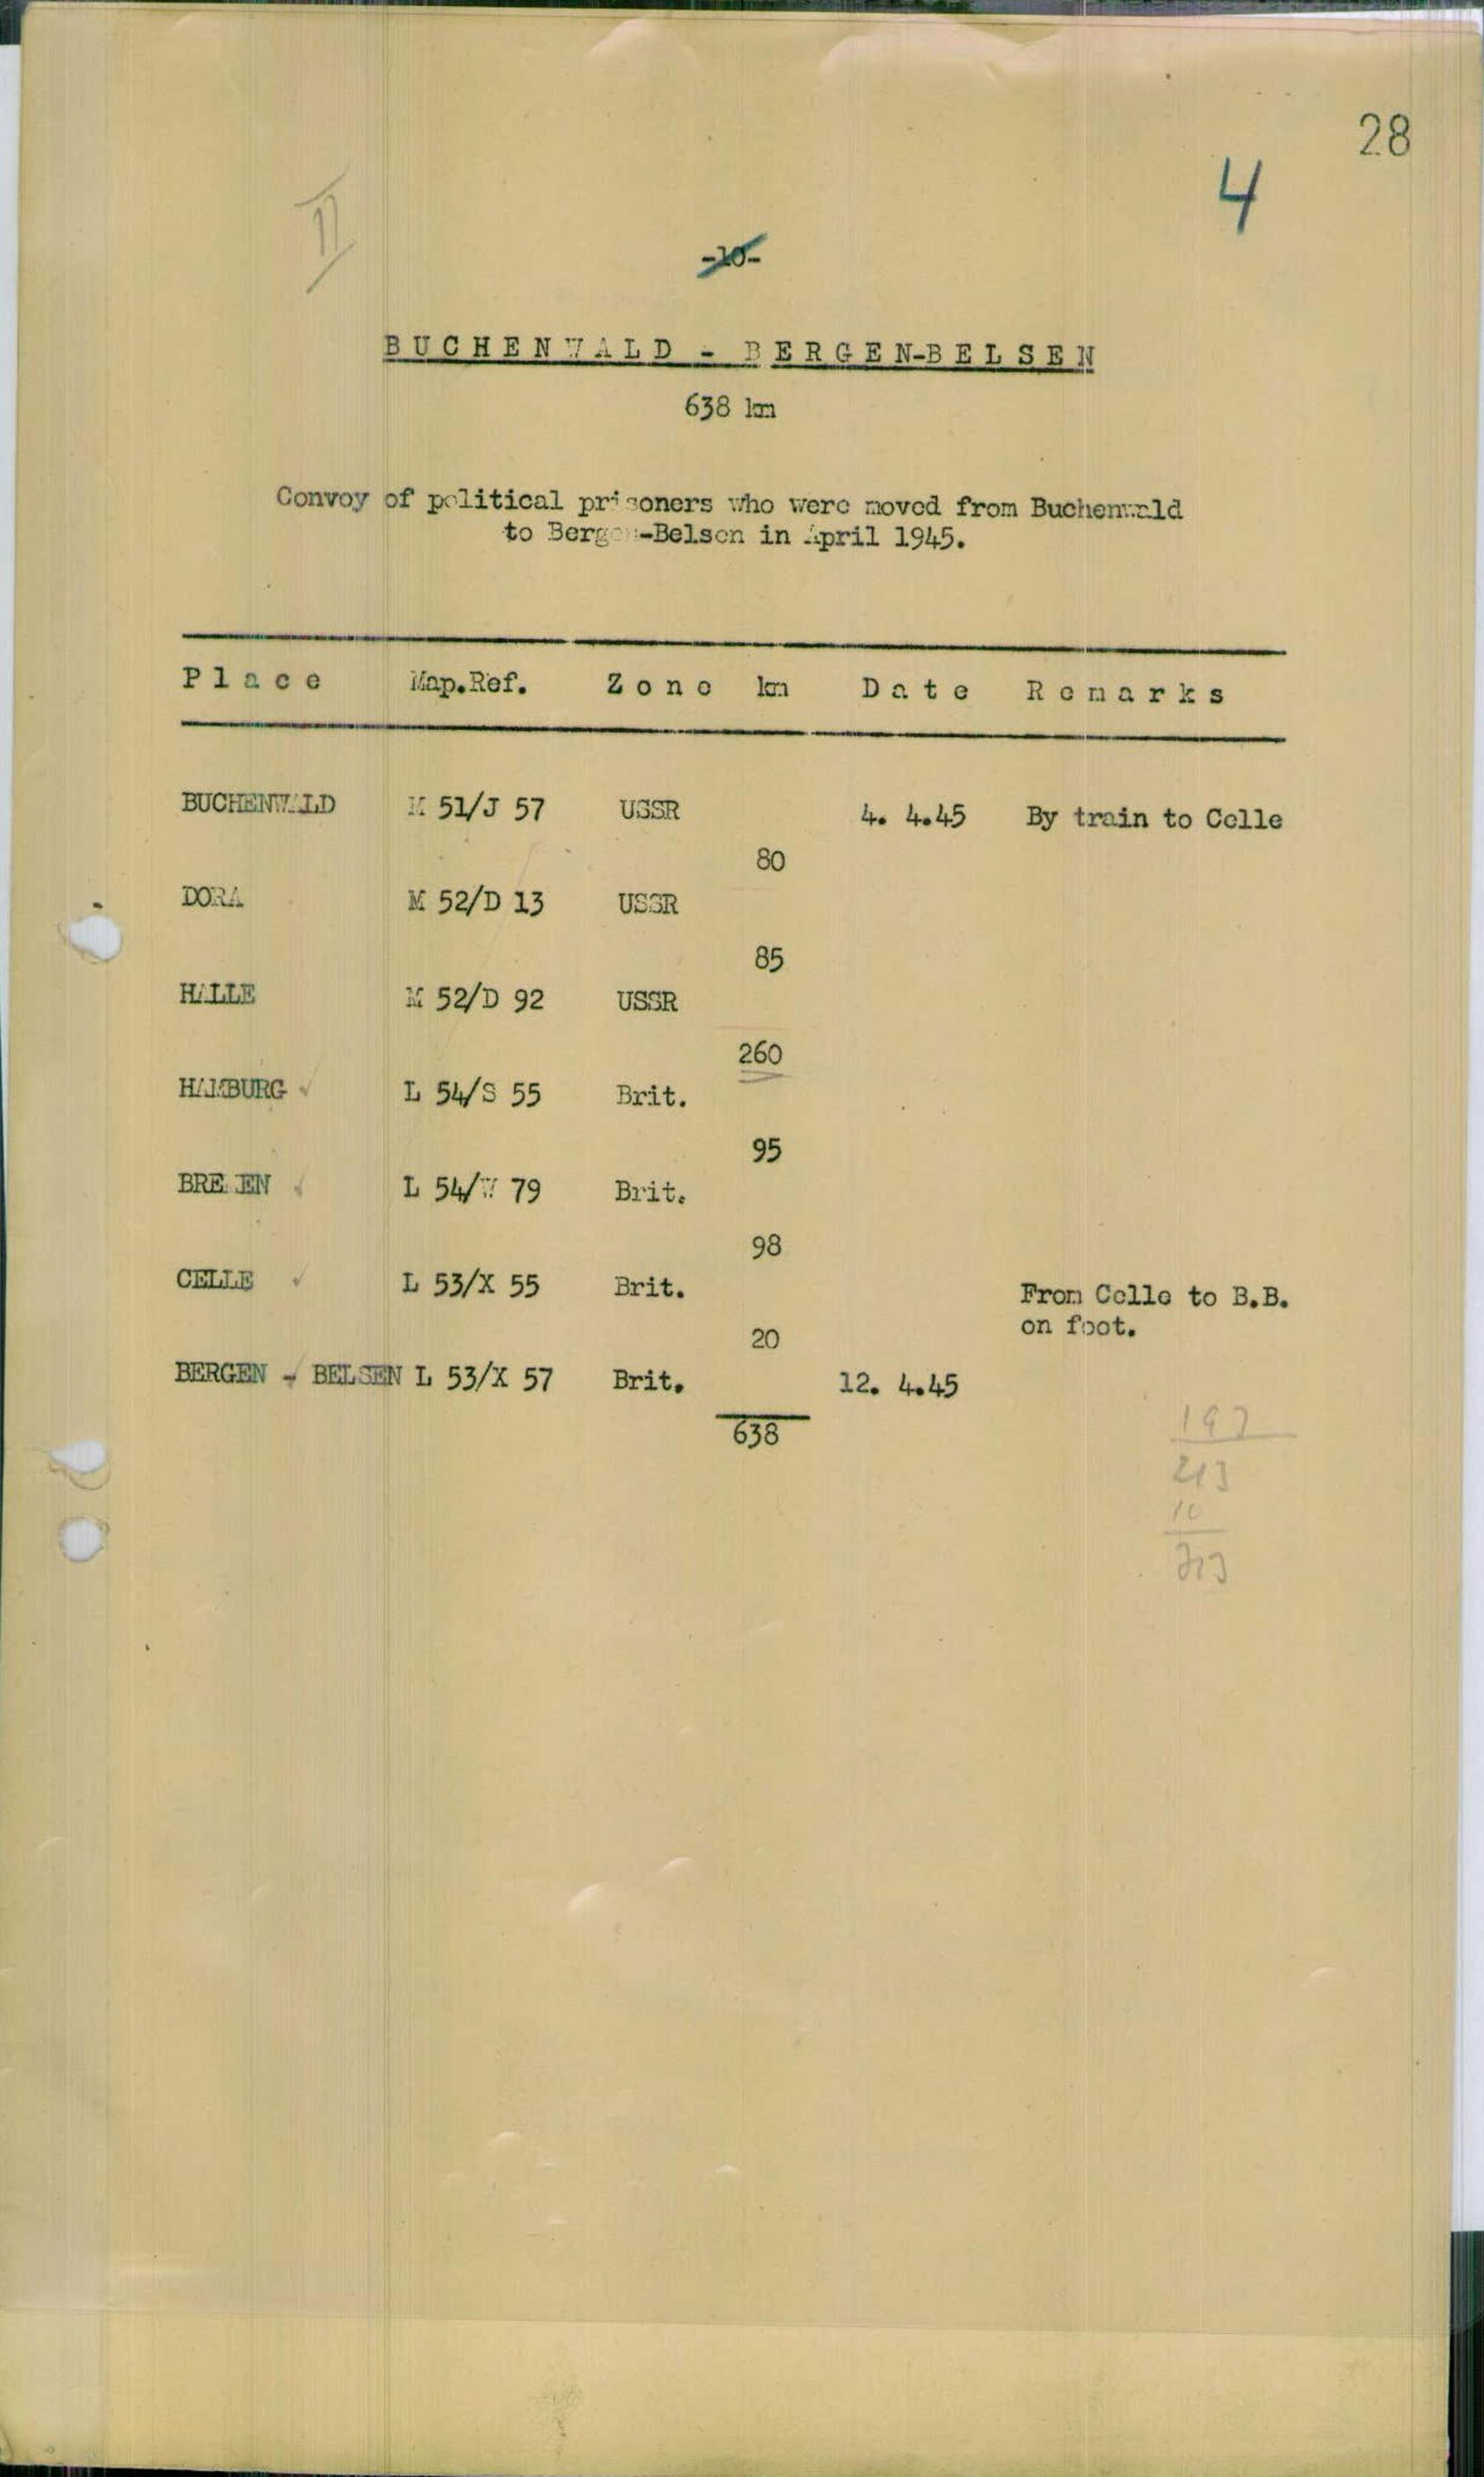 28
4
II
-10-
BUCHENWALD - BERGEN-BELSEN
638 km
Convoy of political prisoners who were moved from Buchenwald
to Bergen-Belsen in April 1945.
Place Map.Ref. Zone km Date Remarks
BUCHENWALD M 51/J 57 USSR 4. 4.45 By train to Celle
80
DORA M 52/D 13 USSR
85
HALLE M 52/D 92 USSR
260
HAMBURG ✓ L 54/S 55 Brit.
95
BREMEN ✓ L 54/W 79 Brit.
98
CELLE ✓ L 53/X 55 Brit. From Celle to B.B.
on foot.
20
BERGEN - BELSEN L 53/X 57 Brit. 12. 4.45
638
213